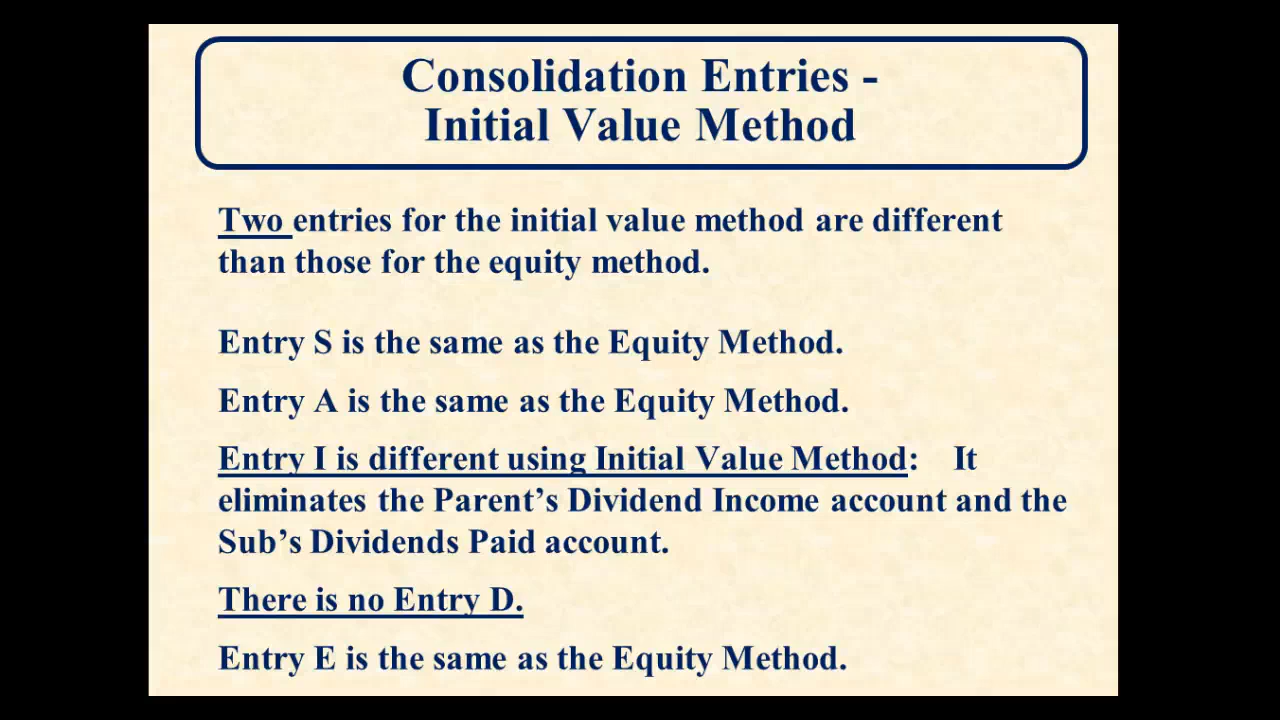 Consolidation Entries -
Initial Value Method
Two entries for the initial value method are different
than those for the equity method.
Entry S is the same as the Equity Method.
Entry A is the same as the Equity Method.
Entry I is different using Initial Value Method: It
eliminates the Parent’s Dividend Income account and the
Sub’s Dividends Paid account.
There is no Entry D.
Entry E is the same as the Equity Method.